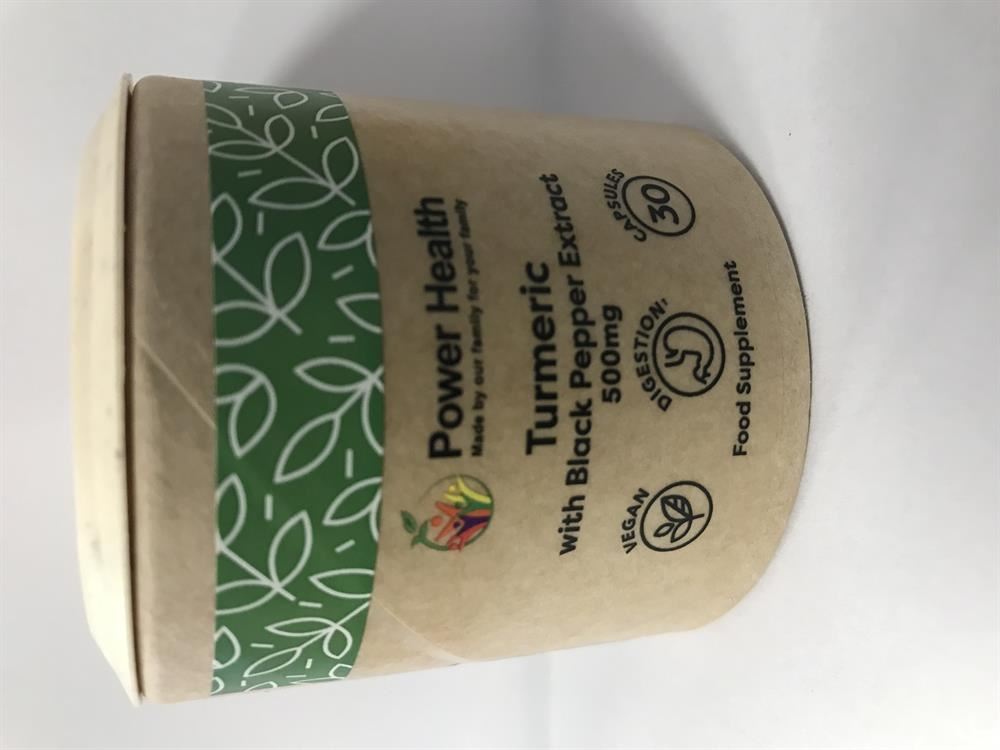 Power Health
Made by our family for your family
Turmeric
with Black Pepper Extract
500mg
VEGAN
DIGESTION,
CAPSULES
30
Food Supplement